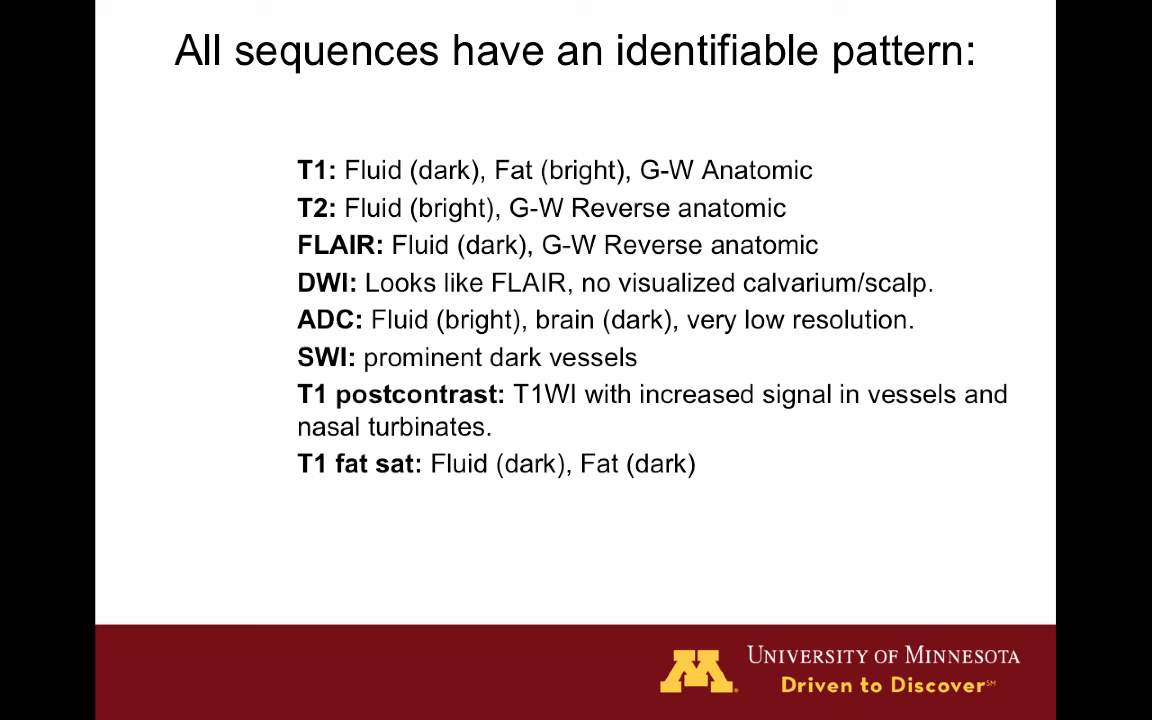 All sequences have an identifiable pattern:
T1: Fluid (dark), Fat (bright), G-W Anatomic
T2: Fluid (bright), G-W Reverse anatomic
FLAIR: Fluid (dark), G-W Reverse anatomic
DWI: Looks like FLAIR, no visualized calvarium/scalp.
ADC: Fluid (bright), brain (dark), very low resolution.
SWI: prominent dark vessels
T1 postcontrast: T1WI with increased signal in vessels and
nasal turbinates.
T1 fat sat: Fluid (dark), Fat (dark)
M
UNIVERSITY OF MINNESOTA
Driven to Discover℠